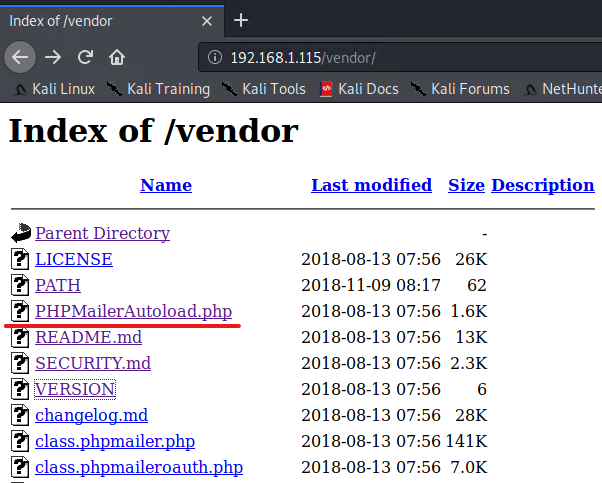 Index of /vendor
192.168.1.115/vendor/
Kali Linux Kali Training Kali Tools Kali Docs Kali Forums NetHunte
Index of /vendor
Name Last modified Size Description
Parent Directory -
LICENSE 2018-08-13 07:56 26K
PATH 2018-11-09 08:17 62
PHPMailerAutoload.php 2018-08-13 07:56 1.6K
README.md 2018-08-13 07:56 13K
SECURITY.md 2018-08-13 07:56 2.3K
VERSION 2018-08-13 07:56 6
changelog.md 2018-08-13 07:56 28K
class.phpmailer.php 2018-08-13 07:56 141K
class.phpmaileroauth.php 2018-08-13 07:56 7.0K